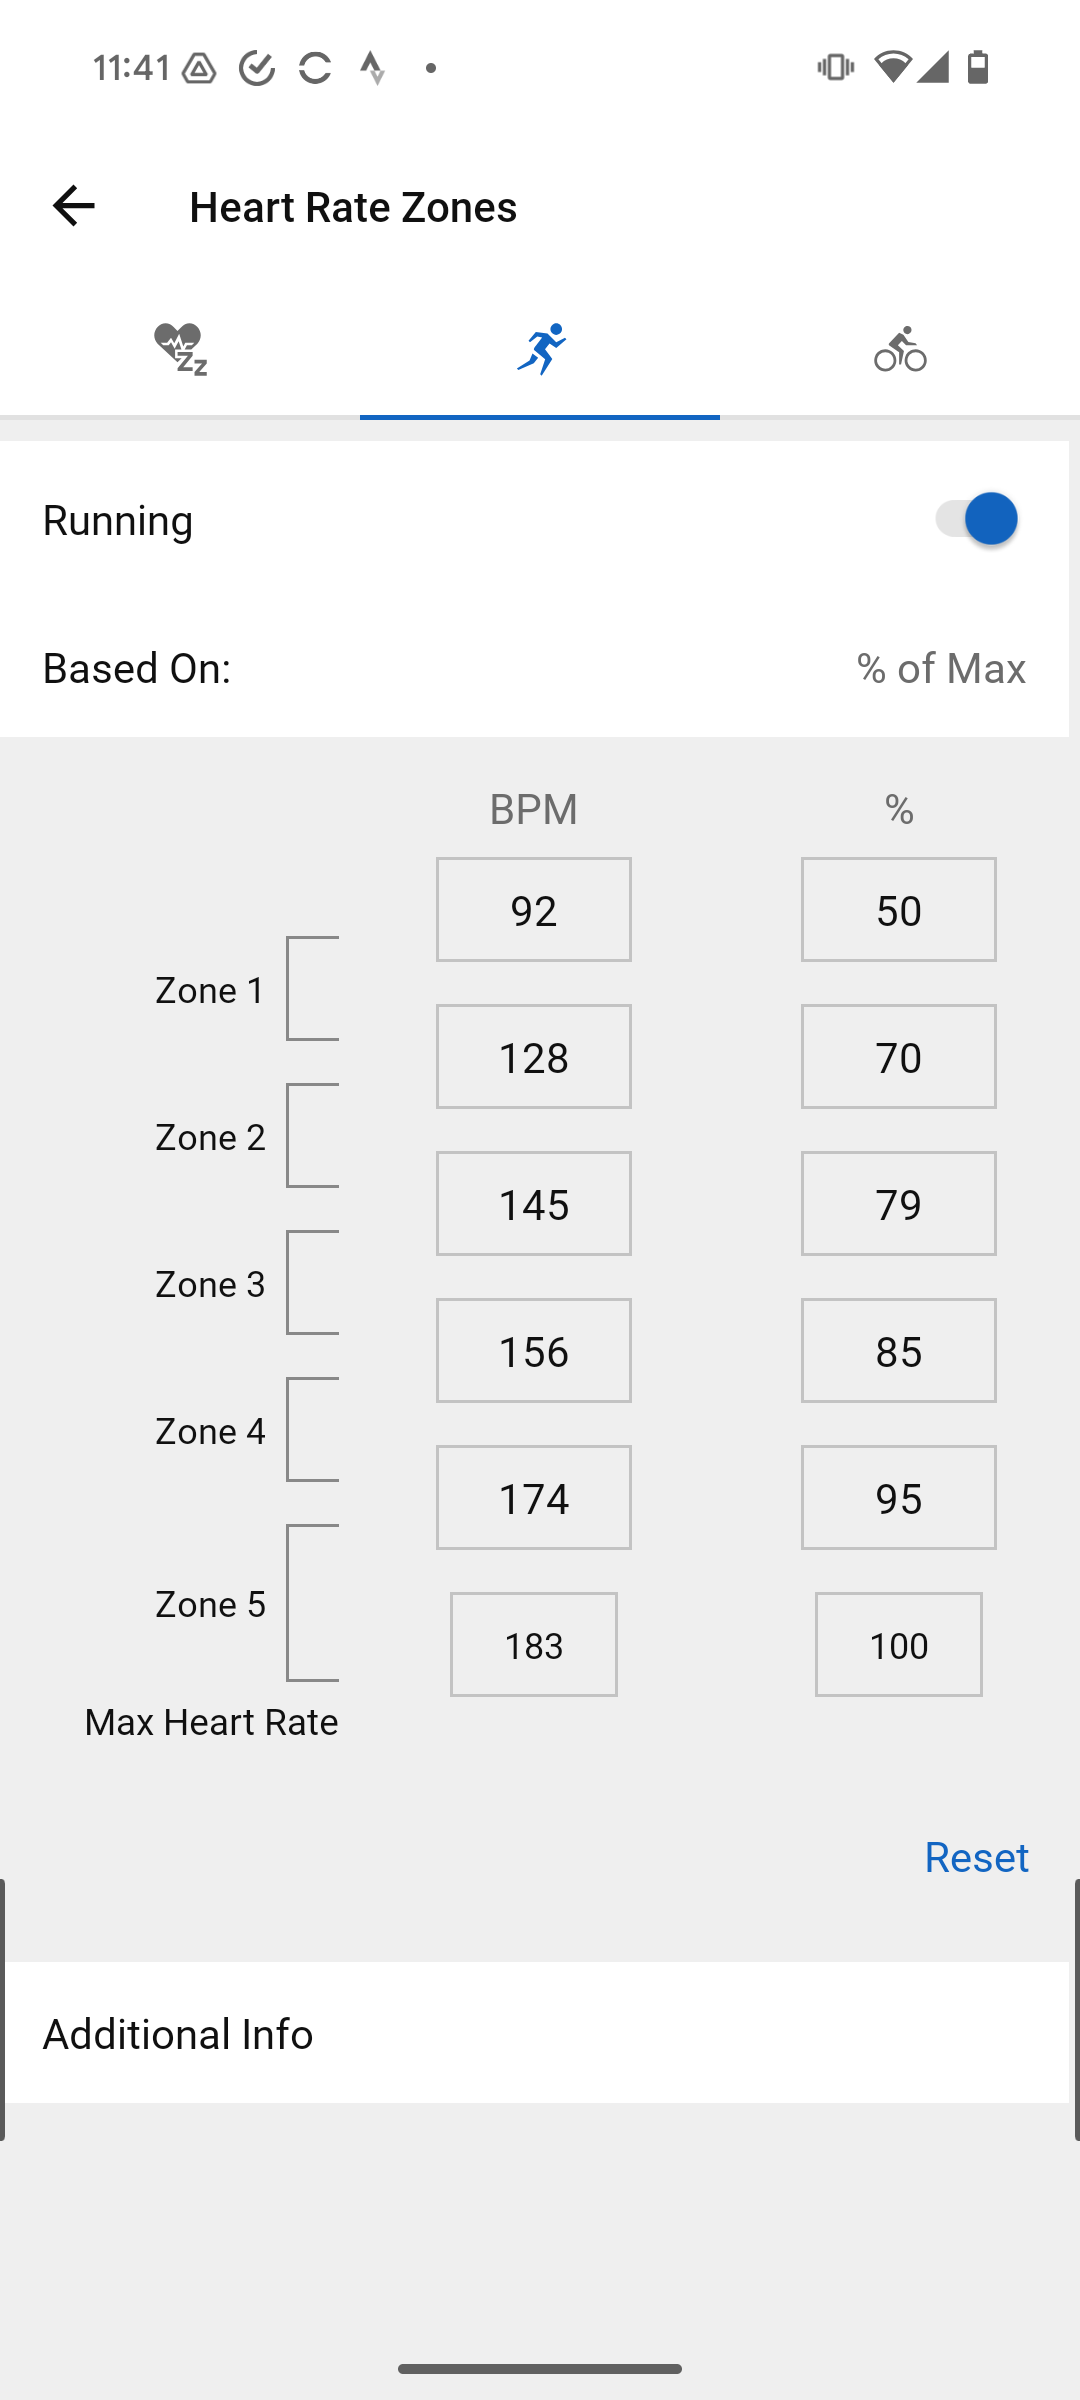 11:41
Heart Rate Zones
Running
Based On: % of Max
BPM %
92 50
Zone 1
128 70
Zone 2
145 79
Zone 3
156 85
Zone 4
174 95
Zone 5
183 100
Max Heart Rate
Reset
Additional Info